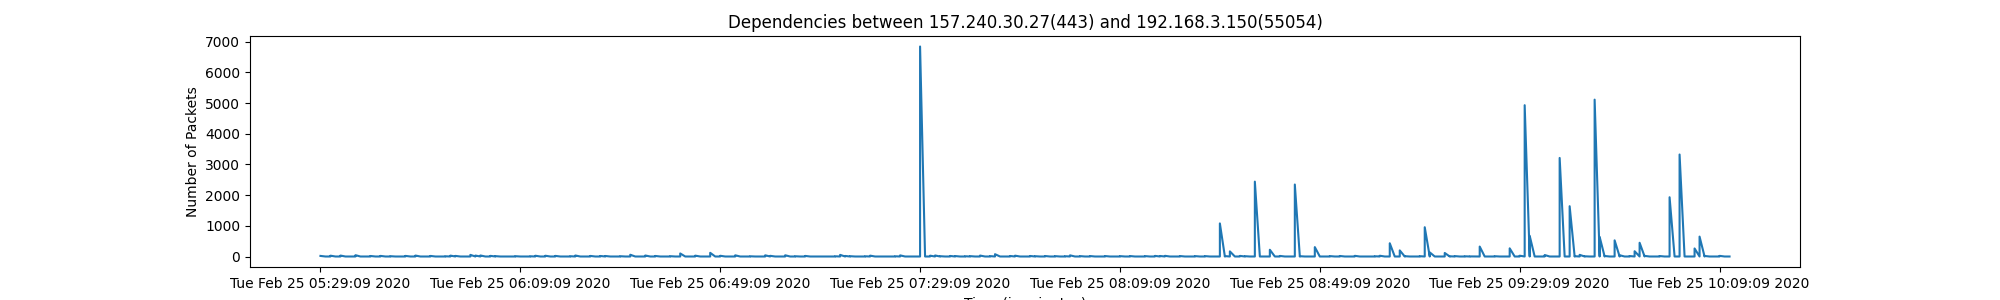 Dependencies between 157.240.30.27(443) and 192.168.3.150(55054)
Number of Packets
7000
6000
5000
4000
3000
2000
1000
0
Tue Feb 25 05:29:09 2020 Tue Feb 25 06:09:09 2020 Tue Feb 25 06:49:09 2020 Tue Feb 25 07:29:09 2020 Tue Feb 25 08:09:09 2020 Tue Feb 25 08:49:09 2020 Tue Feb 25 09:29:09 2020 Tue Feb 25 10:09:09 2020